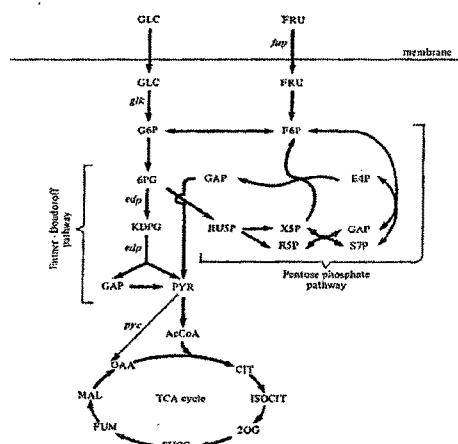 GLC FRU
fup
membrane
GLC FRU
glk
G6P F6P
6PG GAP E4P
edp
KDPG RU5P X5P GAP
R5P S7P
edp
Entner-Doudoroff
pathway
Pentose phosphate
pathway
GAP PYR
pyc
AcCoA
OAA CIT
MAL TCA cycle ISOCIT
FUM 2OG
SUCC